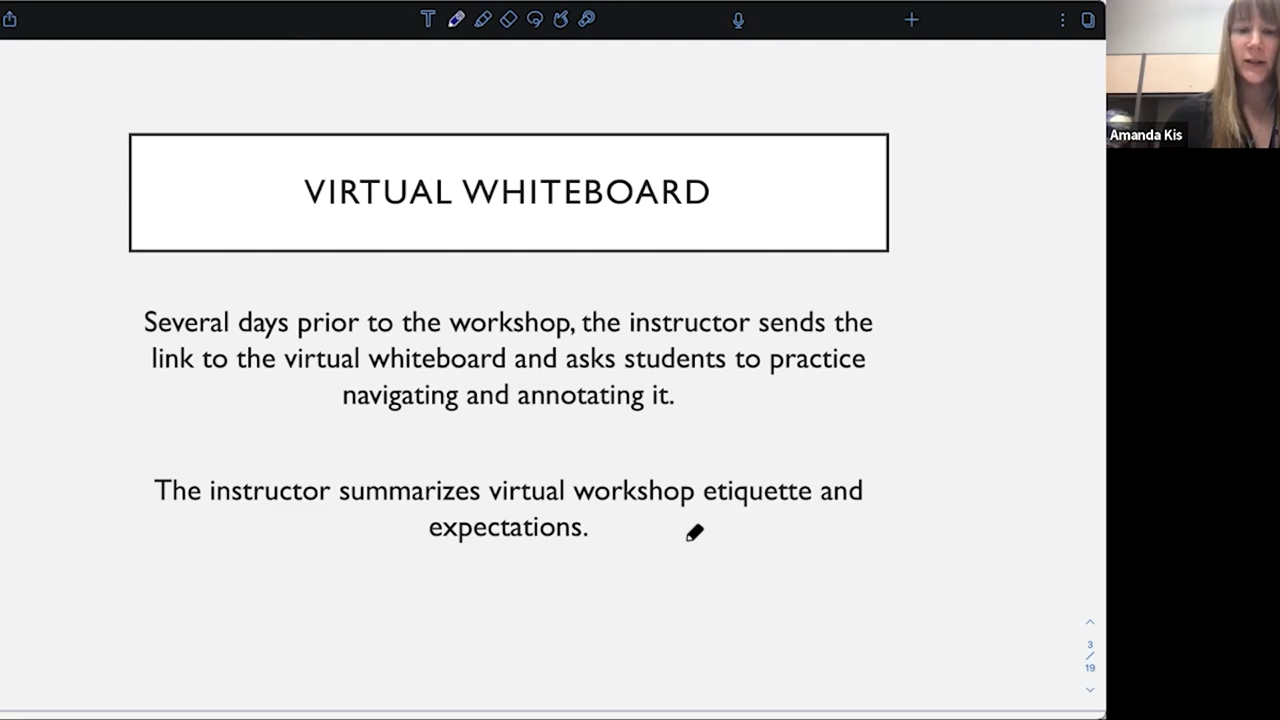 Amanda Kis
VIRTUAL WHITEBOARD
Several days prior to the workshop, the instructor sends the
link to the virtual whiteboard and asks students to practice
navigating and annotating it.
The instructor summarizes virtual workshop etiquette and
expectations.
3
/
19